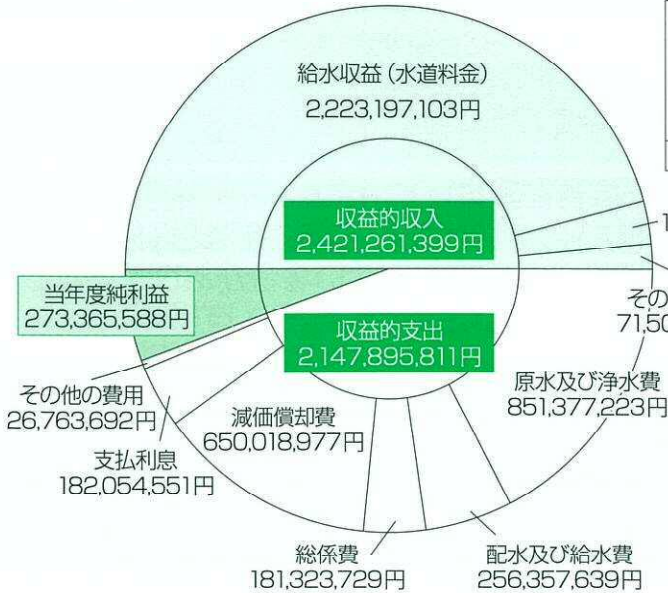 給水収益（水道料金）
2,223,197,103円
収益的収入
2,421,261,399円
当年度純利益
273,365,588円
収益的支出
2,147,895,811円
その他の費用
26,763,692円
支払利息
182,054,551円
減価償却費
650,018,977円
総係費
181,323,729円
配水及び給水費
256,357,639円
原水及び浄水費
851,377,223円
その
71,50
1